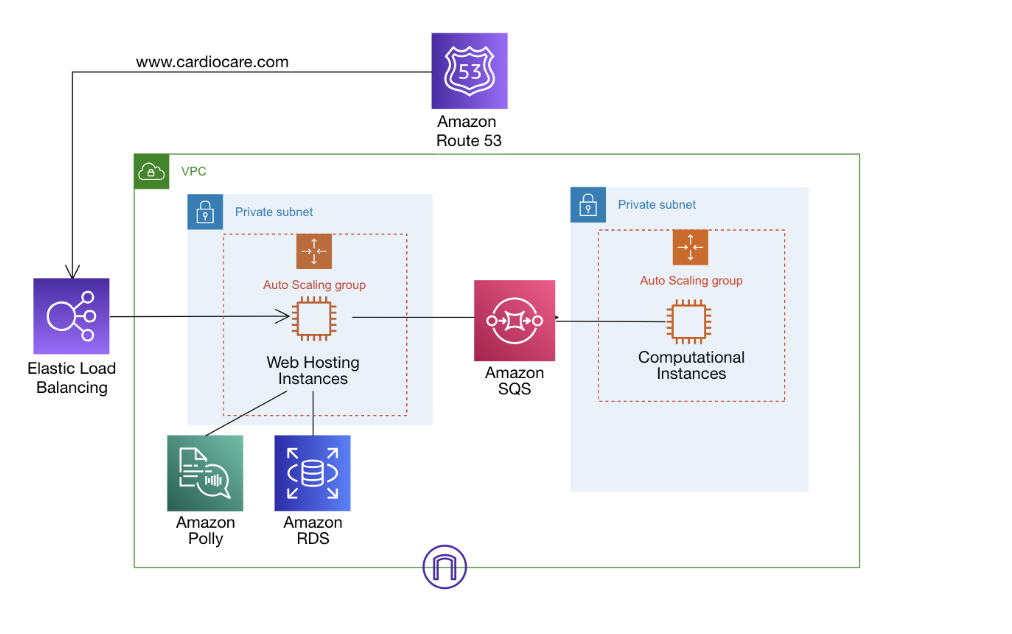 www.cardiocare.com
53
Amazon
Route 53
VPC
Private subnet
Auto Scaling group
Web Hosting
Instances
Private subnet
Auto Scaling group
Computational
Instances
Elastic Load
Balancing
Amazon
SQS
Amazon
Polly
Amazon
RDS